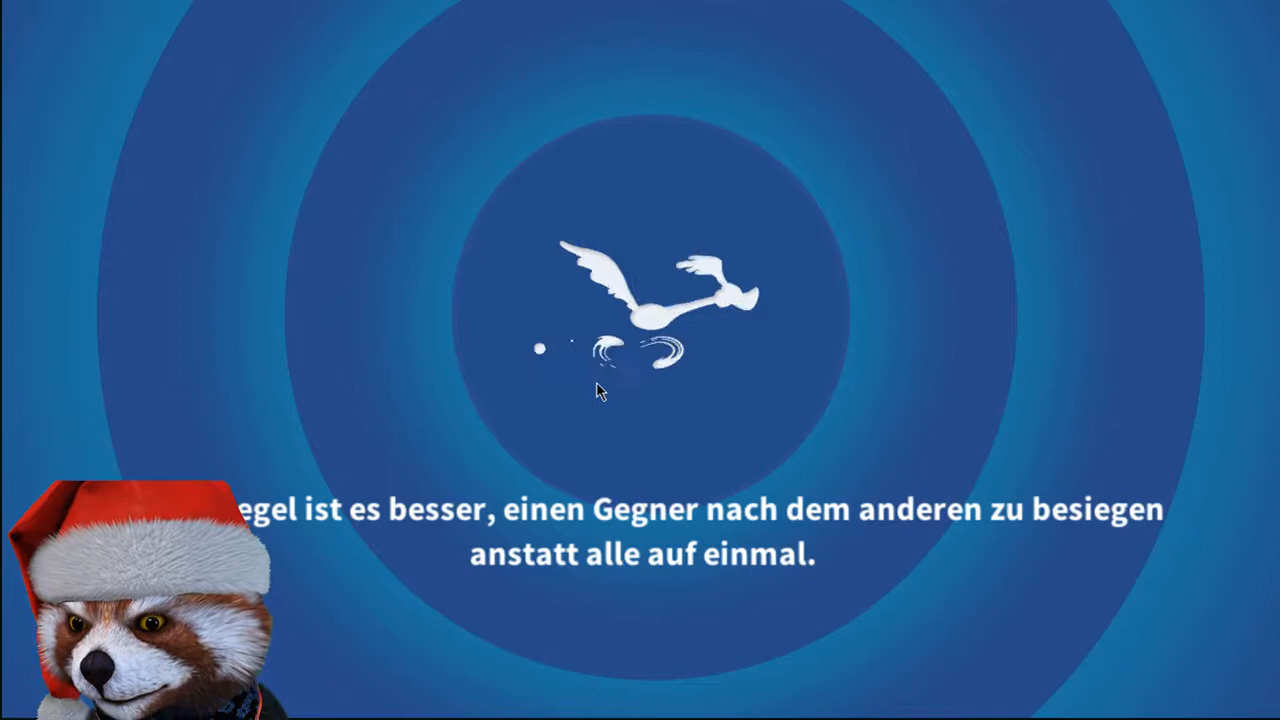 egel ist es besser, einen Gegner nach dem anderen zu besiegen
anstatt alle auf einmal.